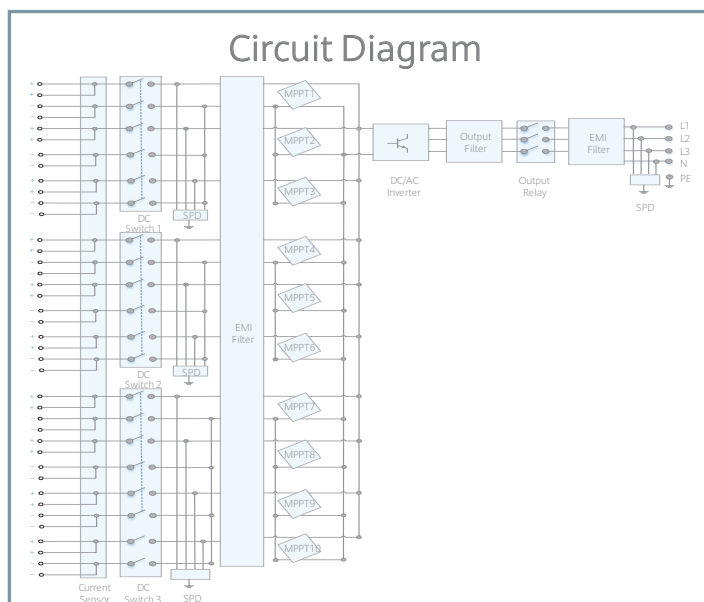 Circuit Diagram
MPPT1
MPPT2
MPPT3
MPPT4
MPPT5
MPPT6
MPPT7
MPPT8
MPPT9
MPPT10
DC
Switch 1
SPD
DC
Switch 2
SPD
EMI
Filter
Current
Sensor
DC
Switch 3
SPD
DC/AC
Inverter
Output
Filter
Output
Relay
EMI
Filter
L1
L2
L3
N
PE
SPD